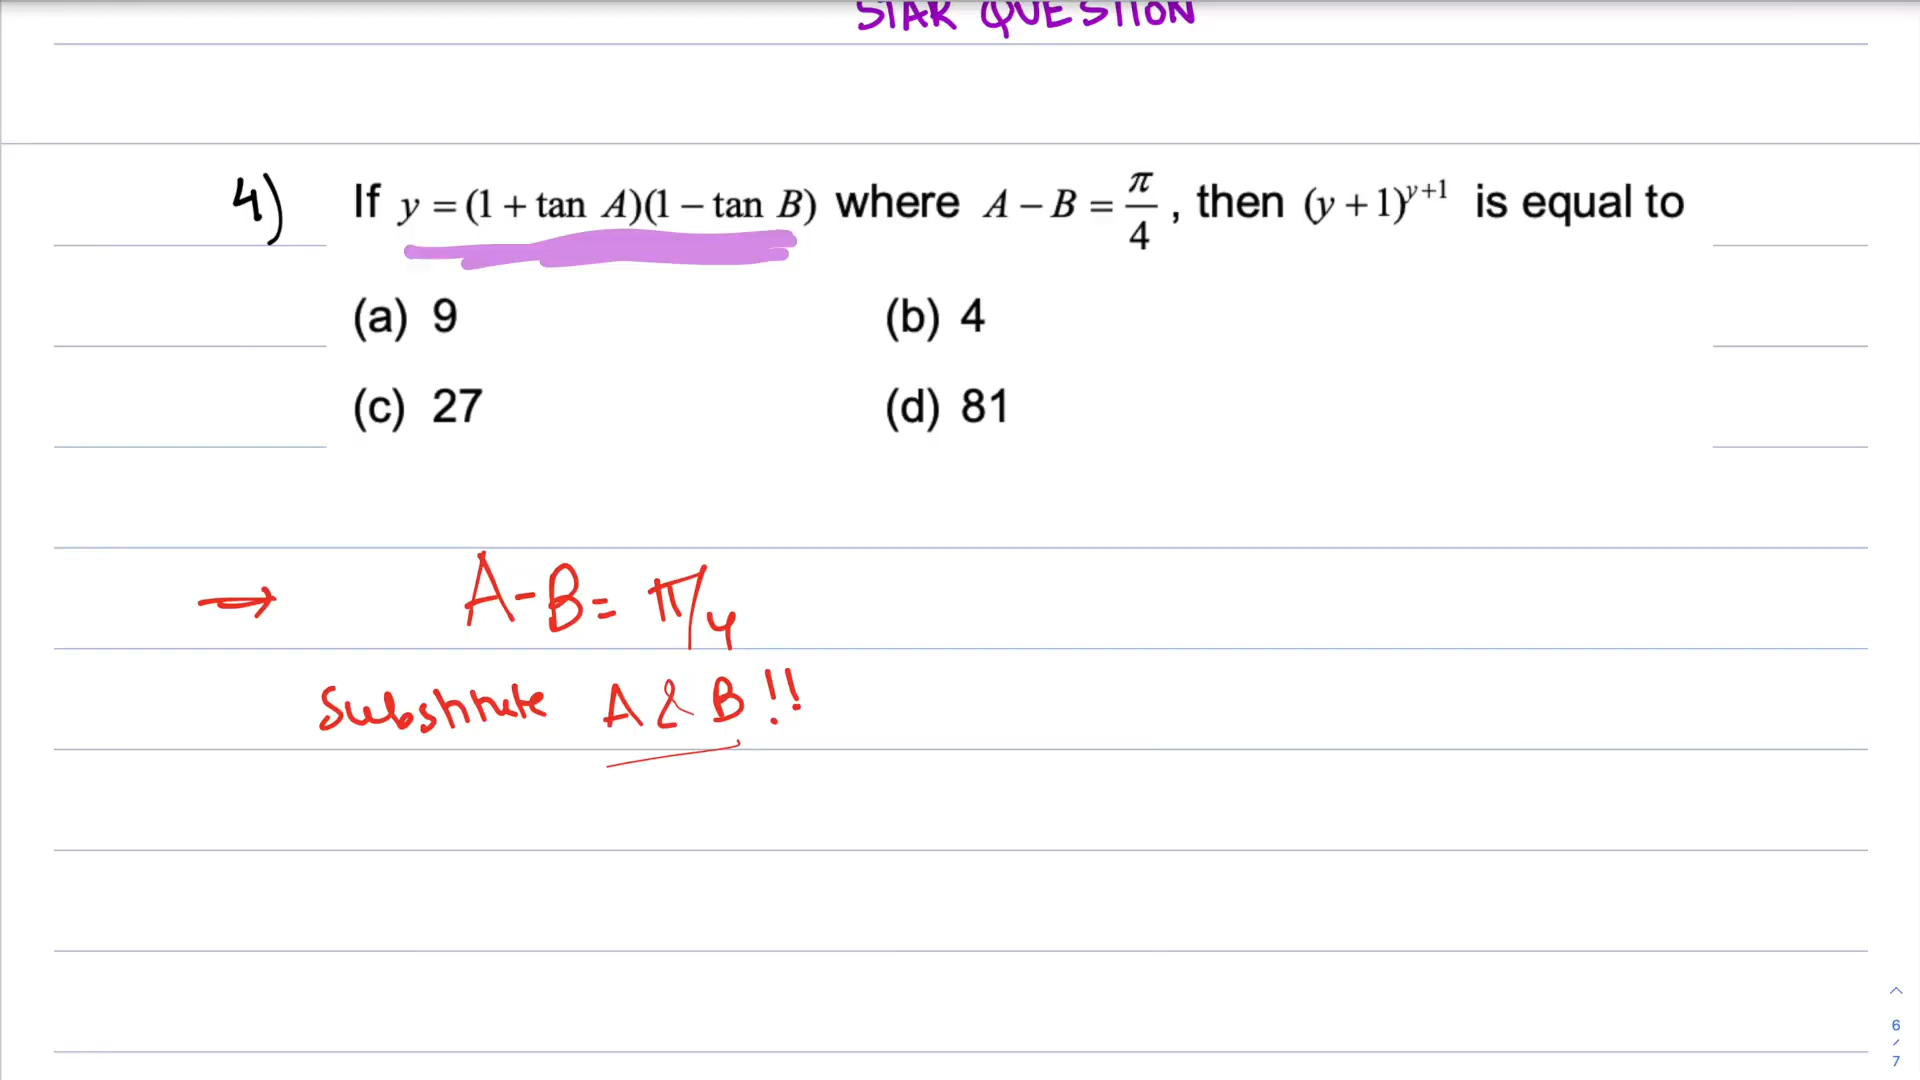 STAR QUESTION
4) If y = (1 + tan A)(1 − tan B) where A − B = π/4, then (y + 1)^(y+1) is equal to
(a) 9 (b) 4
(c) 27 (d) 81
→ A-B = π/4
Substitute A & B !!
6/7